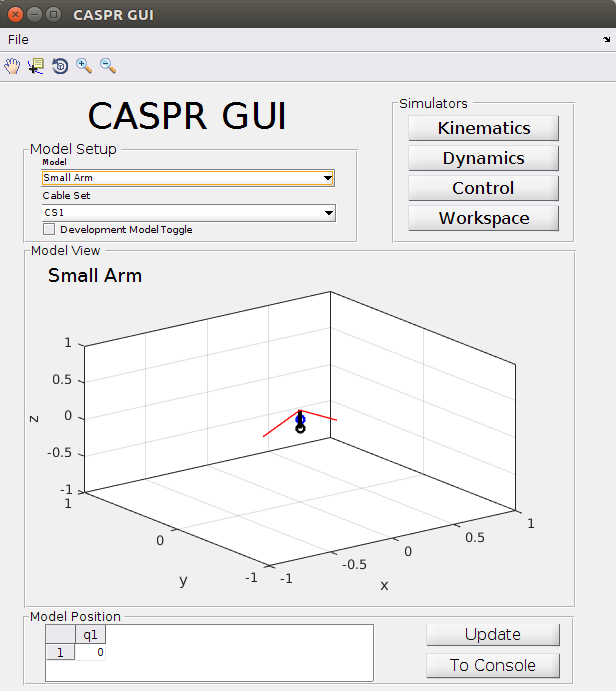 CASPR GUI
File
CASPR GUI
Simulators
Kinematics
Dynamics
Control
Workspace
Model Setup
Model
Small Arm
Cable Set
CS1
Development Model Toggle
Model View
Small Arm
1
0.5
0
-0.5
-1
z
1
0
-1
y
-1
-0.5
0
0.5
1
x
Model Position
q1
1 0
Update
To Console